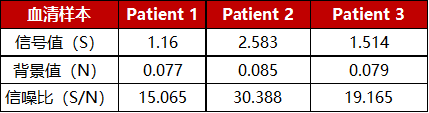 血清样本 Patient 1 Patient 2 Patient 3
信号值（S） 1.16 2.583 1.514
背景值（N） 0.077 0.085 0.079
信噪比（S/N） 15.065 30.388 19.165